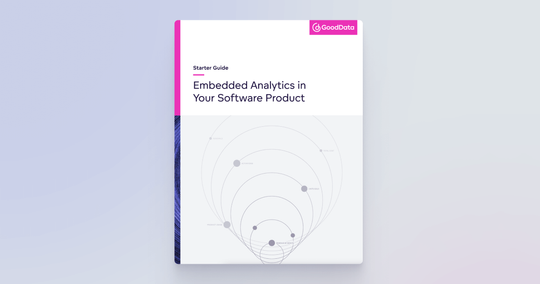 GoodData
Starter Guide
Embedded Analytics in
Your Software Product